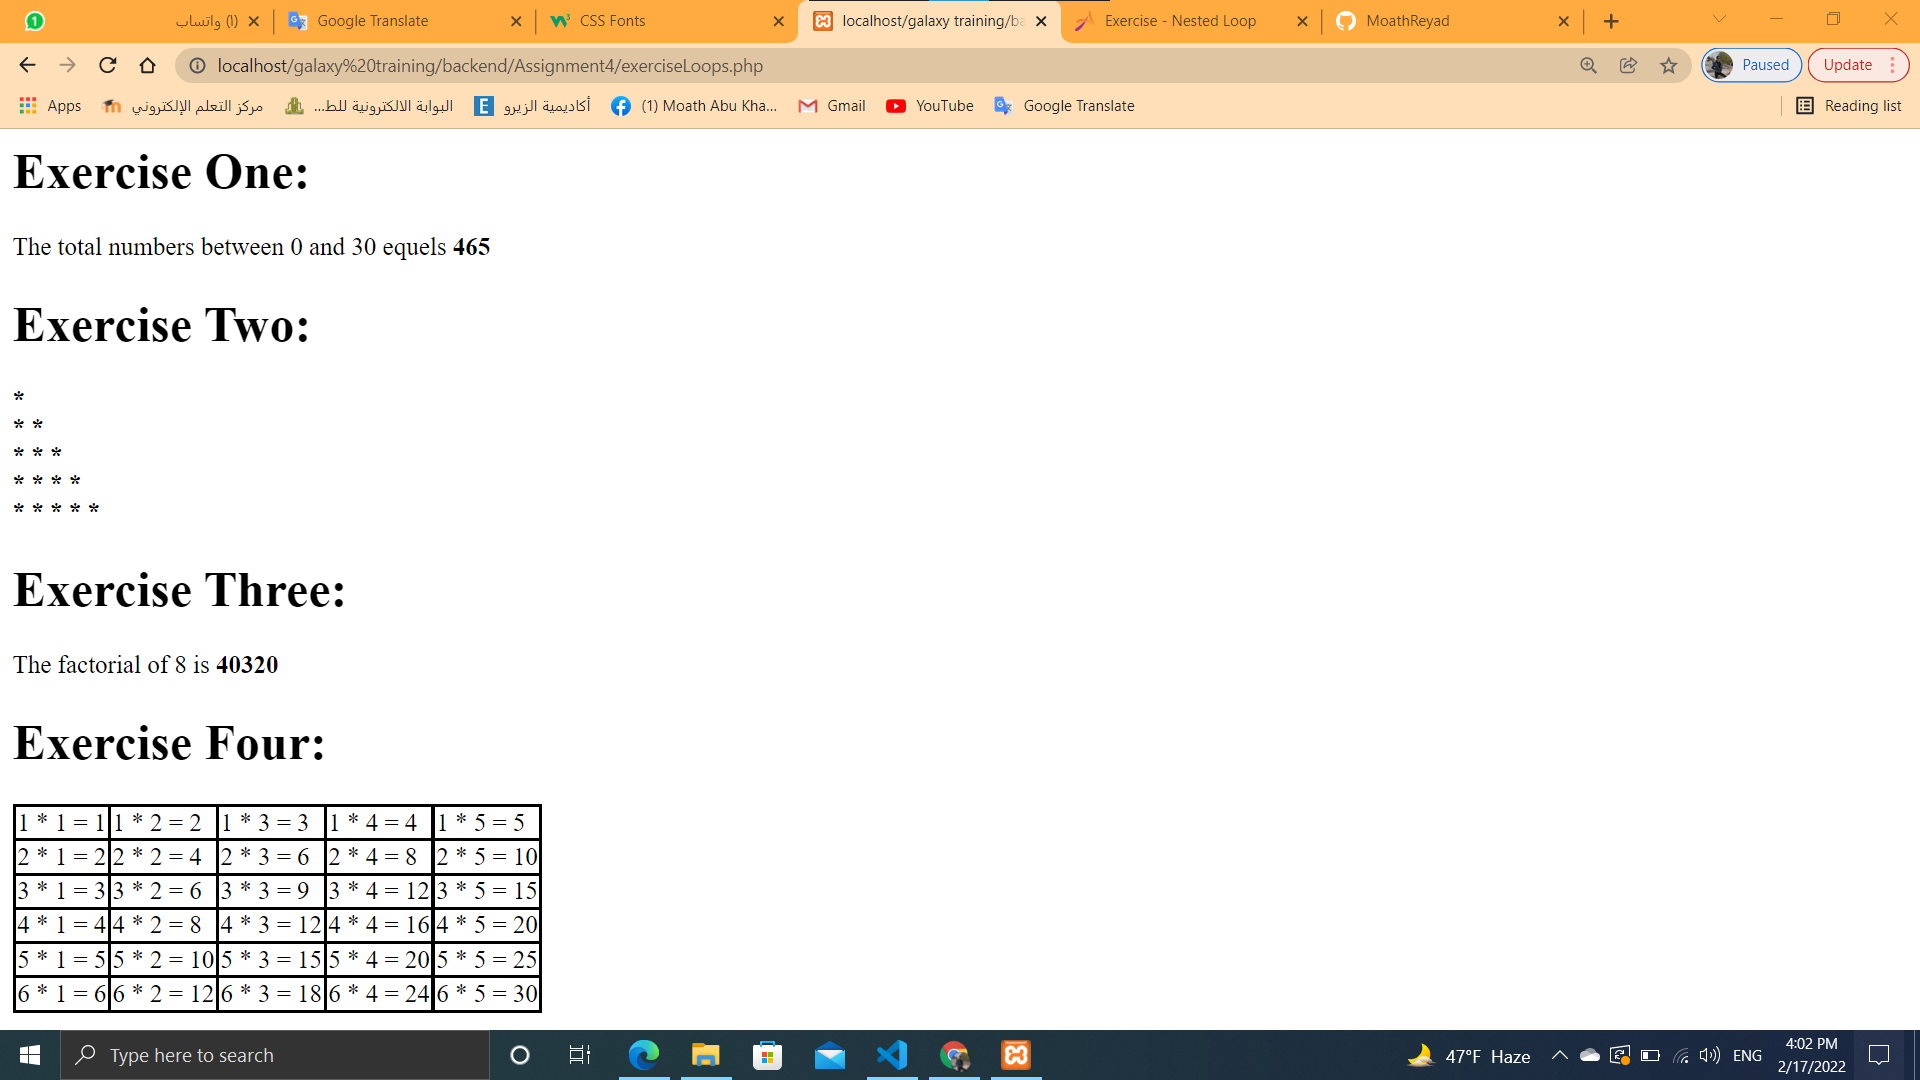 1
(1) واتساب
Google Translate
CSS Fonts
localhost/galaxy training/ba
Exercise - Nested Loop
MoathReyad
localhost/galaxy%20training/backend/Assignment4/exerciseLoops.php
Paused
Update
Apps
مركز التعلم الإلكتروني
البوابة الالكترونية للط...
أكاديمية الزيرو
(1) Moath Abu Kha...
Gmail
YouTube
Google Translate
Reading list
Exercise One:
The total numbers between 0 and 30 equels 465
Exercise Two:
*
* *
* * *
* * * *
* * * * *
Exercise Three:
The factorial of 8 is 40320
Exercise Four:
1 * 1 = 1 1 * 2 = 2 1 * 3 = 3 1 * 4 = 4 1 * 5 = 5
2 * 1 = 2 2 * 2 = 4 2 * 3 = 6 2 * 4 = 8 2 * 5 = 10
3 * 1 = 3 3 * 2 = 6 3 * 3 = 9 3 * 4 = 12 3 * 5 = 15
4 * 1 = 4 4 * 2 = 8 4 * 3 = 12 4 * 4 = 16 4 * 5 = 20
5 * 1 = 5 5 * 2 = 10 5 * 3 = 15 5 * 4 = 20 5 * 5 = 25
6 * 1 = 6 6 * 2 = 12 6 * 3 = 18 6 * 4 = 24 6 * 5 = 30
Type here to search
47°F Haze
ENG
4:02 PM
2/17/2022